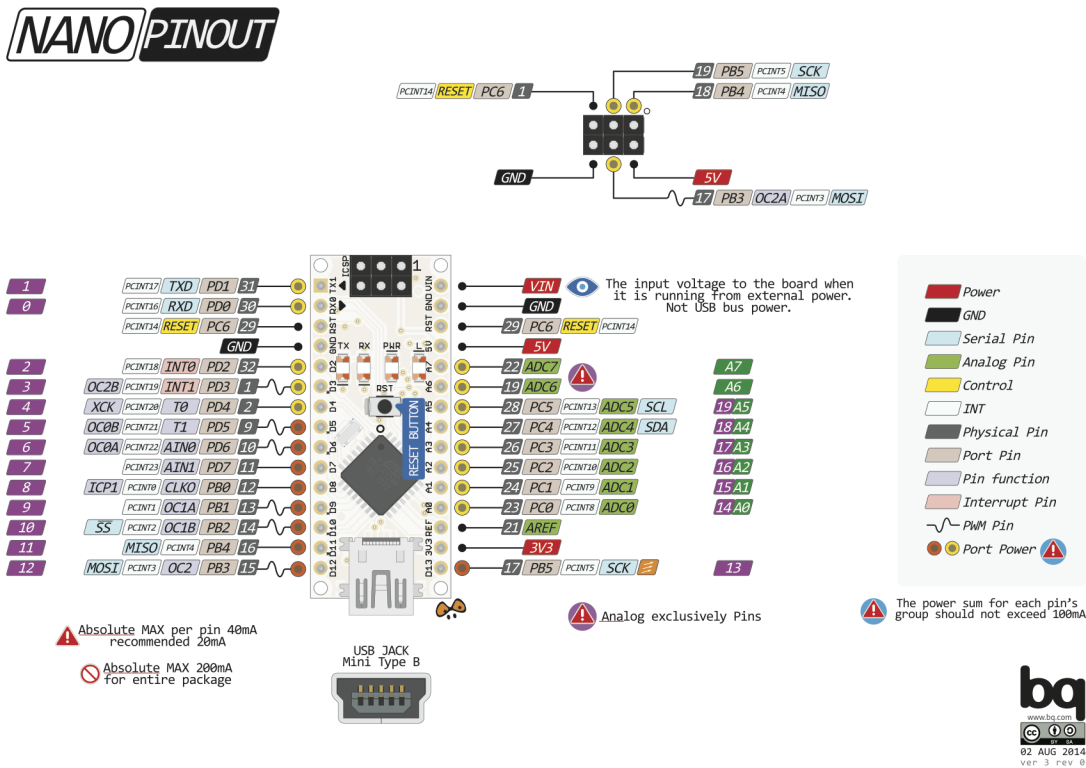 NANO PINOUT
19 PB5 PCINT5 SCK
PCINT14 RESET PC6 1
18 PB4 PCINT4 MISO
GND
5V
17 PB3 OC2A PCINT3 MOSI
ICSP
1
1 PCINT17 TXD PD1 31 TX1
0 PCINT16 RXD PD0 30 RX0
PCINT14 RESET PC6 29 RST
GND GND
2 PCINT18 INT0 PD2 32 D2
3 OC2B PCINT19 INT1 PD3 1 D3
4 XCK PCINT20 T0 PD4 2 D4
5 OC0B PCINT21 T1 PD5 9 D5
6 OC0A PCINT22 AIN0 PD6 10 D6
7 PCINT23 AIN1 PD7 11 D7
8 ICP1 PCINT0 CLKO PB0 12 D8
9 PCINT1 OC1A PB1 13 D9
10 SS PCINT2 OC1B PB2 14 D10
11 MISO PCINT4 PB4 16 D11
12 MOSI PCINT3 OC2 PB3 15 D12
TX RX PWR L
RST
RESET BUTTON
VIN VIN
GND GND
RST 29 PC6 RESET PCINT14
5V 5V
A7 22 ADC7 A7
A6 19 ADC6 A6
A5 28 PC5 PCINT13 ADC5 SCL 19 A5
A4 27 PC4 PCINT12 ADC4 SDA 18 A4
A3 26 PC3 PCINT11 ADC3 17 A3
A2 25 PC2 PCINT10 ADC2 16 A2
A1 24 PC1 PCINT9 ADC1 15 A1
A0 23 PC0 PCINT8 ADC0 14 A0
REF 21 AREF
3V3 3V3
D13 17 PB5 PCINT5 SCK 13
The input voltage to the board when
it is running from external power.
Not USB bus power.
Power
GND
Serial Pin
Analog Pin
Control
INT
Physical Pin
Port Pin
Pin function
Interrupt Pin
PWM Pin
Port Power
Absolute MAX per pin 40mA
recommended 20mA
Absolute MAX 200mA
for entire package
Analog exclusively Pins
The power sum for each pin's
group should not exceed 100mA
USB JACK
Mini Type B
bq
www.bq.com
cc BY SA
02 AUG 2014
ver 3 rev 0